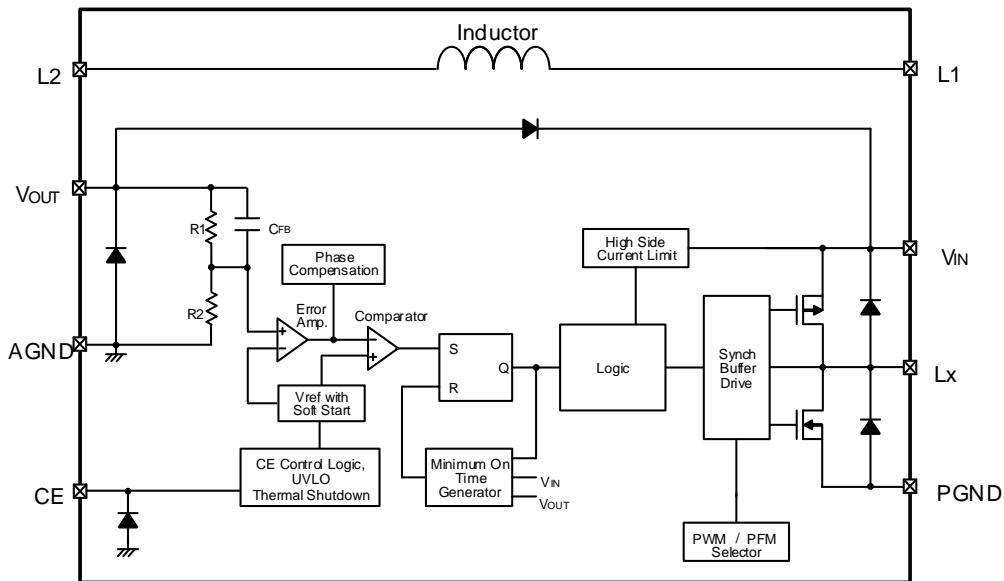 Inductor
L2
L1
VOUT
R1
CFB
R2
Phase
Compensation
High Side
Current Limit
VIN
Error
Amp.
Comparator
+
−
−
+
AGND
S
Q
R
Logic
Synch
Buffer
Drive
Lx
Vref with
Soft Start
CE Control Logic,
UVLO
Thermal Shutdown
Minimum On
Time
Generator
VIN
VOUT
CE
PGND
PWM / PFM
Selector